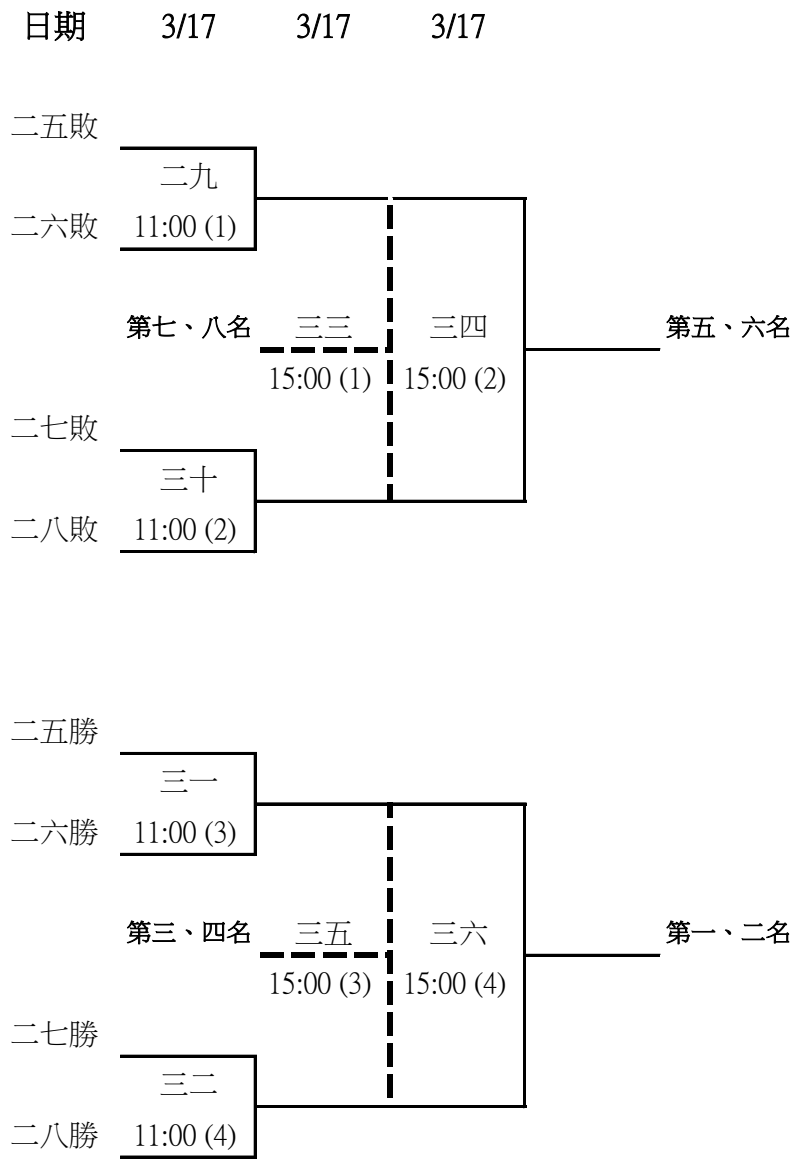 日期 3/17 3/17 3/17
二五敗
二九
二六敗 11:00 (1)
第七、八名 三三 三四 第五、六名
15:00 (1) 15:00 (2)
二七敗
三十
二八敗 11:00 (2)
二五勝
三一
二六勝 11:00 (3)
第三、四名 三五 三六 第一、二名
15:00 (3) 15:00 (4)
二七勝
三二
二八勝 11:00 (4)